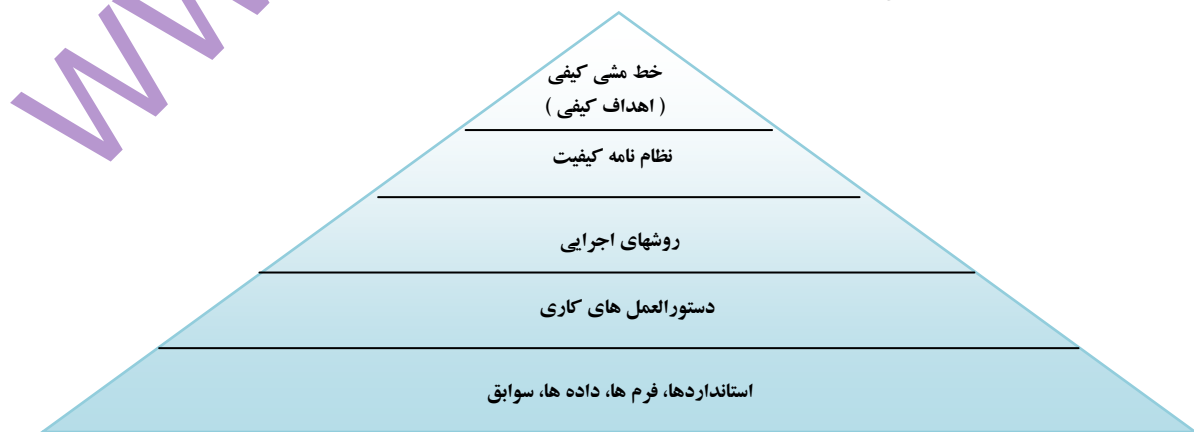 WW
خط مشی کیفی
( اهداف کیفی )
نظام نامه کیفیت
روشهای اجرایی
دستورالعمل های کاری
استانداردها، فرم ها، داده ها، سوابق